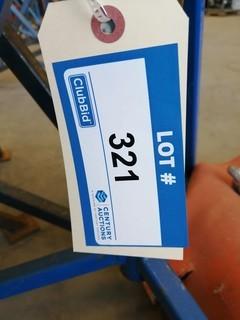 LOT #
321
ClubBid
CENTURY
AUCTIONS